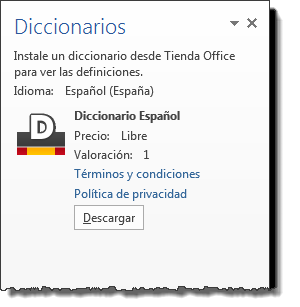 Diccionarios
Instale un diccionario desde Tienda Office
para ver las definiciones.
Idioma: Español (España)
D
Diccionario Español
Precio: Libre
Valoración: 1
Términos y condiciones
Política de privacidad
Descargar